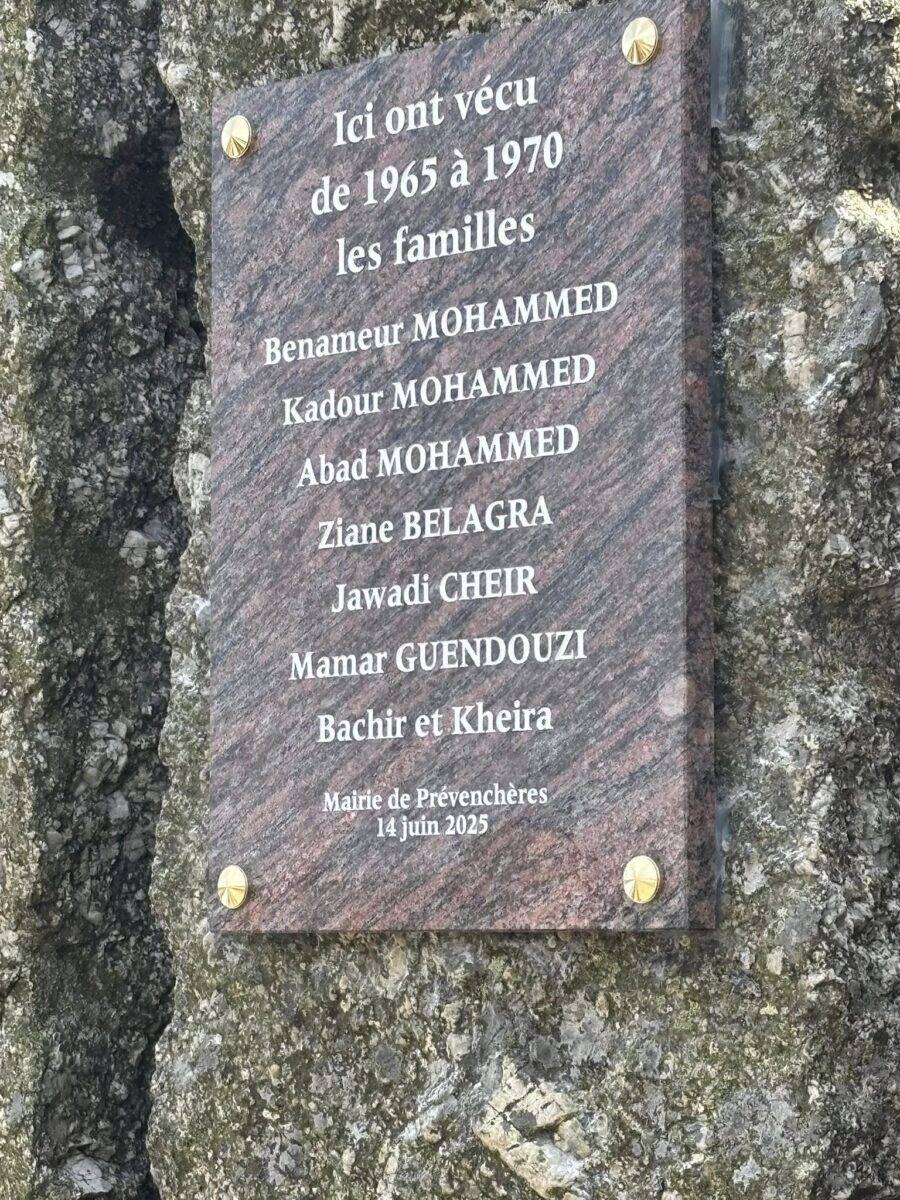 Ici ont vécu
de 1965 à 1970
les familles
Benameur MOHAMMED
Kadour MOHAMMED
Abad MOHAMMED
Ziane BELAGRA
Jawadi CHEIR
Mamar GUENDOUZI
Bachir et Kheira
Mairie de Prévenchères
14 juin 2025